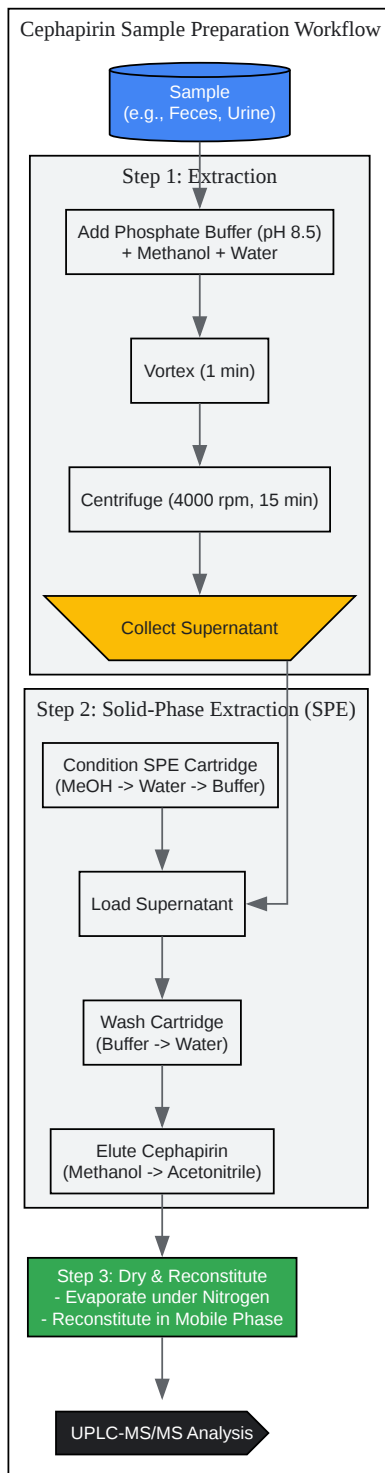 Cephapirin Sample Preparation Workflow
Sample
(e.g., Feces, Urine)
Step 1: Extraction
Add Phosphate Buffer (pH 8.5)
+ Methanol + Water
Vortex (1 min)
Centrifuge (4000 rpm, 15 min)
Collect Supernatant
Step 2: Solid-Phase Extraction (SPE)
Condition SPE Cartridge
(MeOH -> Water -> Buffer)
Load Supernatant
Wash Cartridge
(Buffer -> Water)
Elute Cephapirin
(Methanol -> Acetonitrile)
Step 3: Dry & Reconstitute
- Evaporate under Nitrogen
- Reconstitute in Mobile Phase
UPLC-MS/MS Analysis